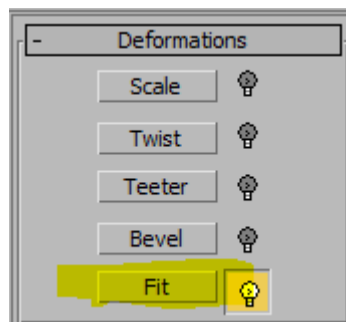 - Deformations
Scale
Twist
Teeter
Bevel
Fit